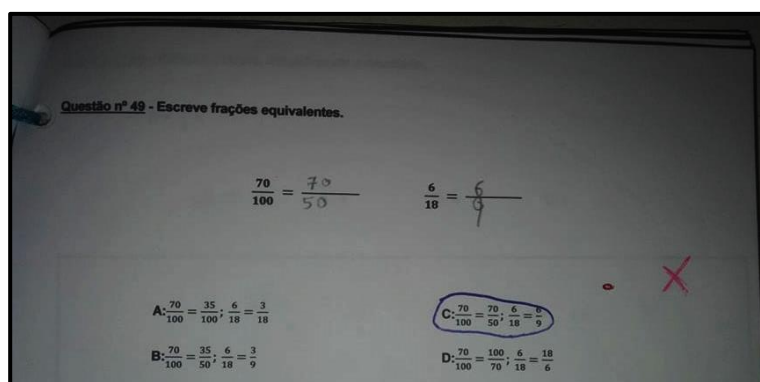 Questão nº 49 - Escreve frações equivalentes.
70/100 = 70/50 6/18 = 6/9
A: 70/100 = 35/100; 6/18 = 3/18 C: 70/100 = 70/50; 6/18 = 6/9
B: 70/100 = 35/50; 6/18 = 3/9 D: 70/100 = 100/70; 6/18 = 18/6